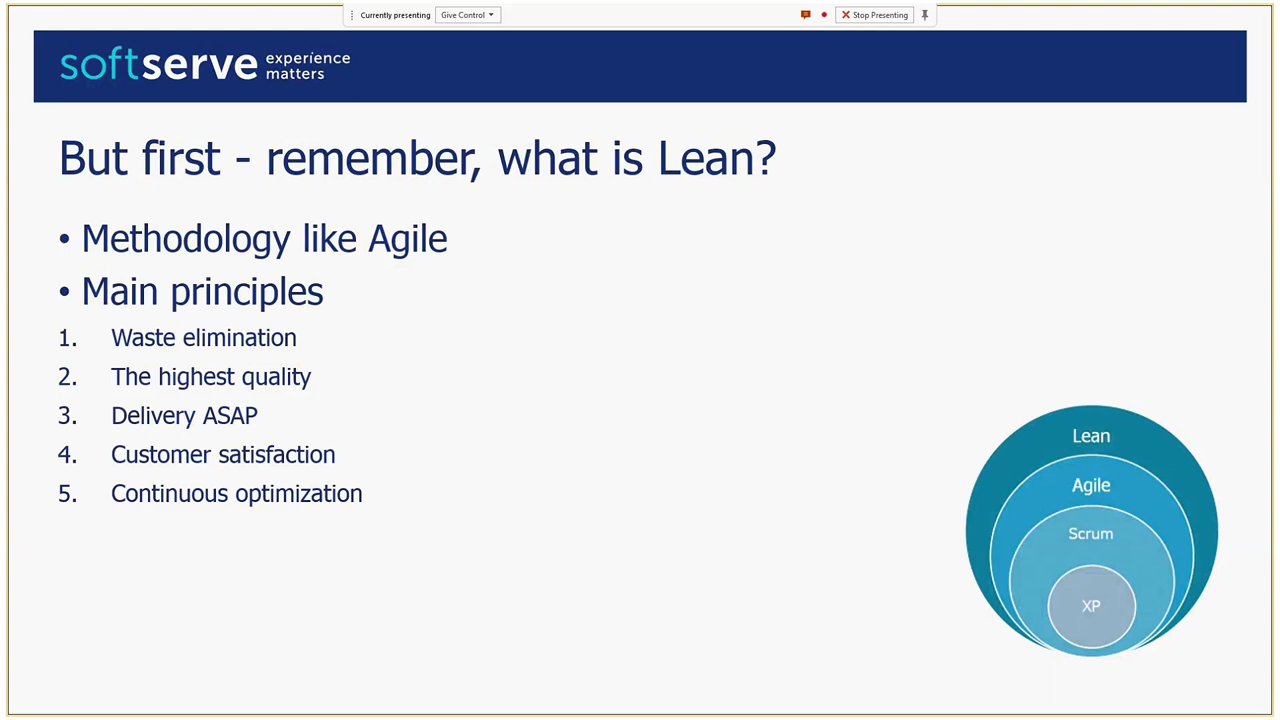 Currently presenting Give Control Stop Presenting
softserve experience matters
But first - remember, what is Lean?
• Methodology like Agile
• Main principles
1. Waste elimination
2. The highest quality
3. Delivery ASAP
4. Customer satisfaction
5. Continuous optimization
Lean
Agile
Scrum
XP